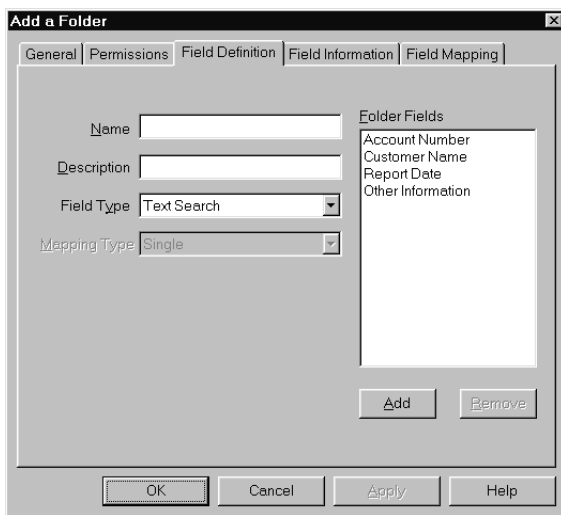 Add a Folder
General Permissions Field Definition Field Information Field Mapping
Name
Description
Field Type Text Search
Mapping Type Single
Folder Fields
Account Number
Customer Name
Report Date
Other Information
Add Remove
OK Cancel Apply Help